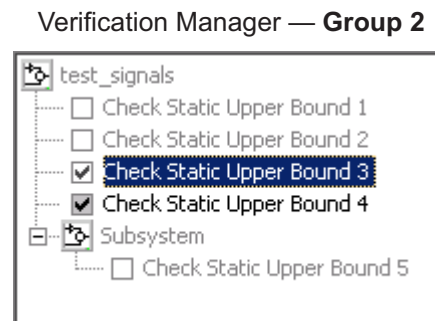 Verification Manager — Group 2
test_signals
Check Static Upper Bound 1
Check Static Upper Bound 2
Check Static Upper Bound 3
Check Static Upper Bound 4
Subsystem
Check Static Upper Bound 5